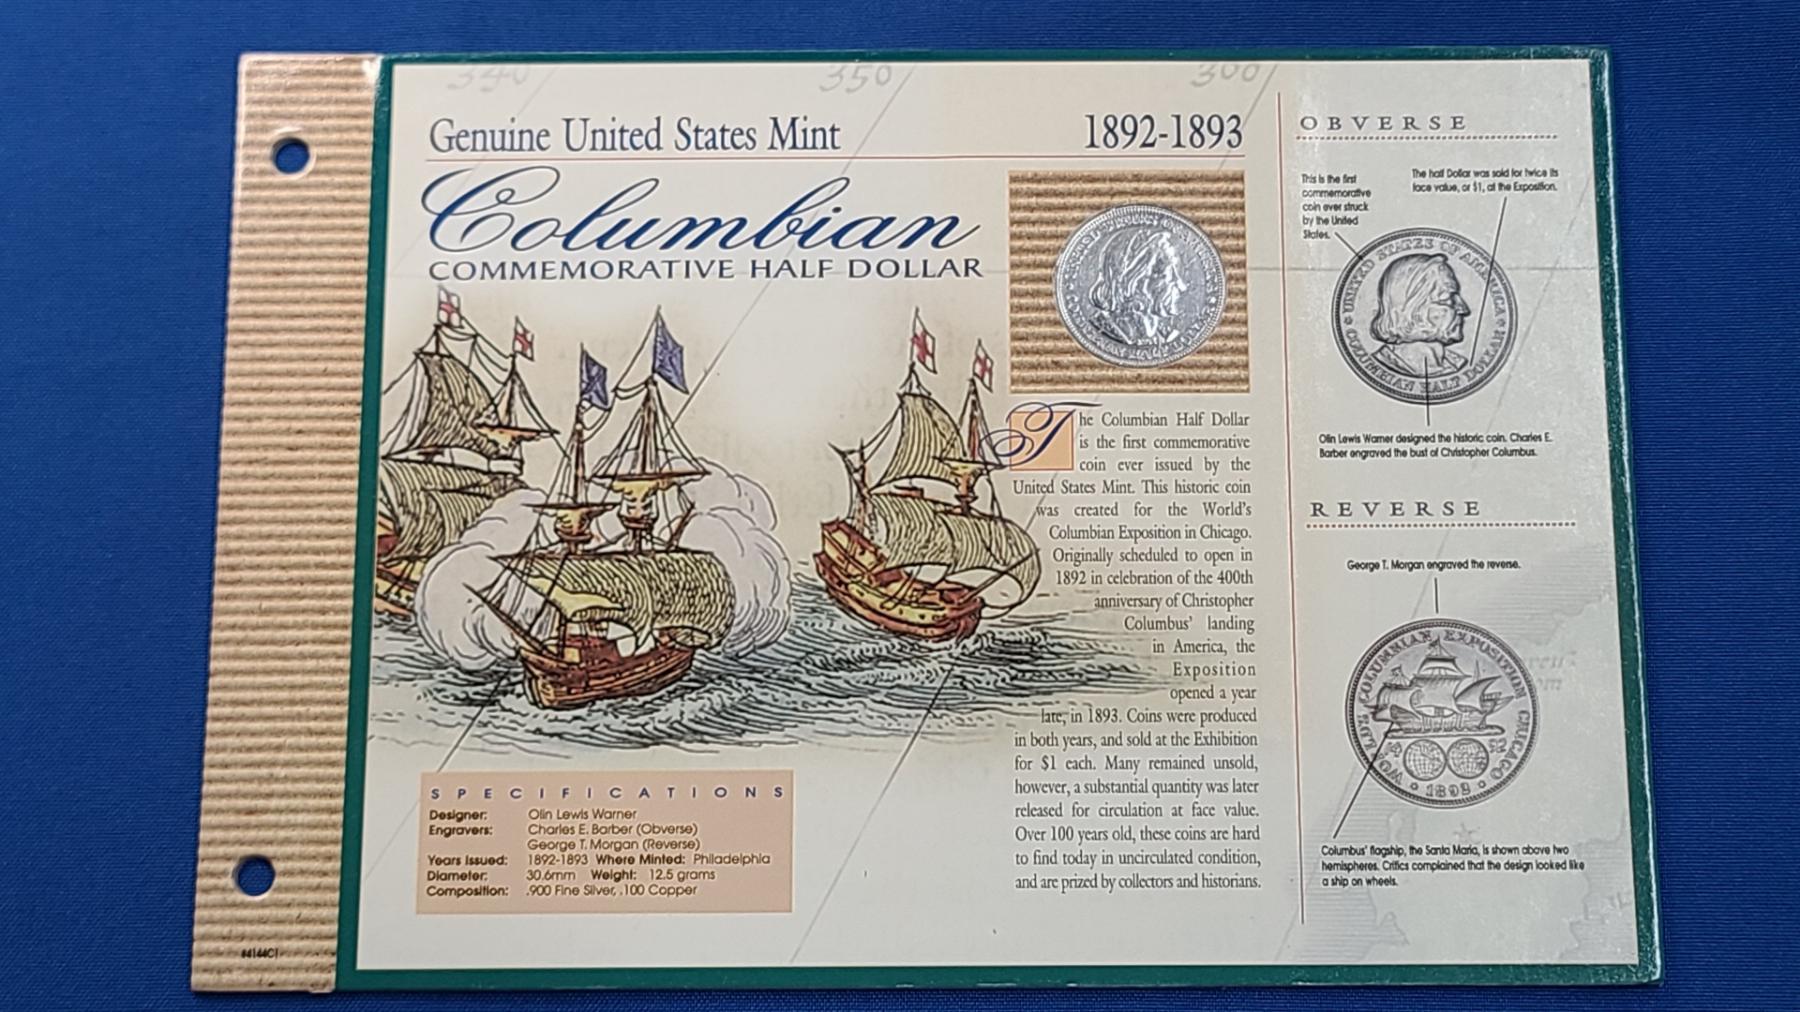 340
350
300
Genuine United States Mint
1892-1893
Columbian
COMMEMORATIVE HALF DOLLAR
The Columbian Half Dollar
is the first commemorative
coin ever issued by the
United States Mint. This historic coin
was created for the World's
Columbian Exposition in Chicago.
Originally scheduled to open in
1892 in celebration of the 400th
anniversary of Christopher
Columbus' landing
in America, the
Exposition
opened a year
late, in 1893. Coins were produced
in both years, and sold at the Exhibition
for $1 each. Many remained unsold,
however, a substantial quantity was later
released for circulation at face value.
Over 100 years old, these coins are hard
to find today in uncirculated condition,
and are prized by collectors and historians.
SPECIFICATIONS
Designer: Olin Lewis Warner
Engravers: Charles E. Barber (Obverse)
George T. Morgan (Reverse)
Years Issued: 1892-1893 Where Minted: Philadelphia
Diameter: 30.6mm Weight: 12.5 grams
Composition: .900 Fine Silver, .100 Copper
#4144C1
OBVERSE
This is the first
commemorative
coin ever struck
by the United
States.
The half Dollar was sold for twice its
face value, or $1, at the Exposition.
UNITED STATES OF AMERICA
COLUMBIAN HALF DOLLAR
Olin Lewis Warner designed the historic coin. Charles E.
Barber engraved the bust of Christopher Columbus.
REVERSE
George T. Morgan engraved the reverse.
WORLD'S COLUMBIAN EXPOSITION CHICAGO
14 92
1892
Columbus' flagship, the Santa Maria, is shown above two
hemispheres. Critics complained that the design looked like
a ship on wheels.